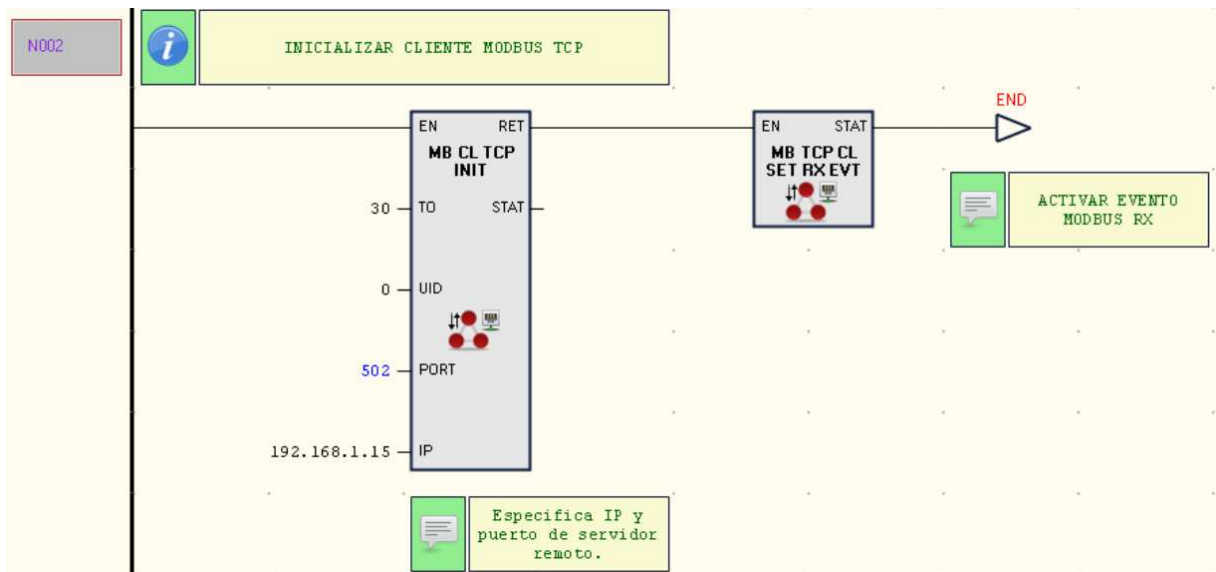 N002
INICIALIZAR CLIENTE MODBUS TCP
END
EN RET
MB CL TCP
INIT
EN STAT
MB TCP CL
SET RX EVT
30 TO STAT
ACTIVAR EVENTO
MODBUS RX
0 UID
502 PORT
192.168.1.15 IP
Especifica IP y
puerto de servidor
remoto.